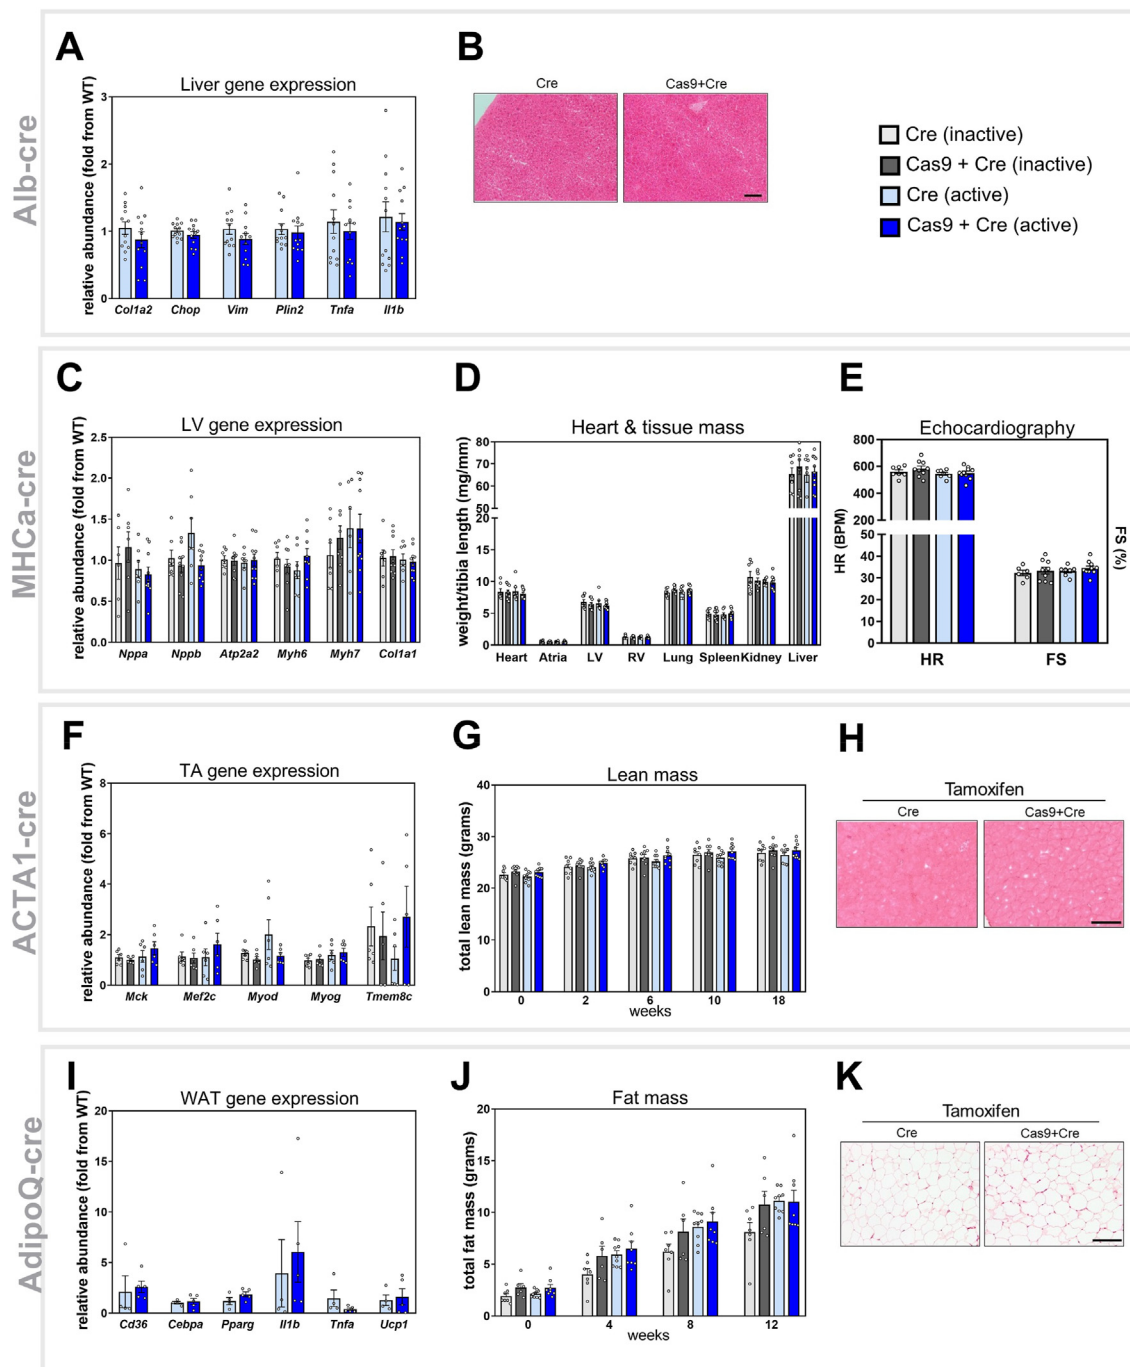 Alb-cre
A
Liver gene expression
relative abundance (fold from WT)
3
2
1
0
Col1a2 Chop Vim Plin2 Tnfa Il1b
B
Cre Cas9+Cre
Cre (inactive)
Cas9 + Cre (inactive)
Cre (active)
Cas9 + Cre (active)
MHCa-cre
C
LV gene expression
relative abundance (fold from WT)
2.5
2.0
1.5
1.0
0.5
0.0
Nppa Nppb Atp2a2 Myh6 Myh7 Col1a1
D
Heart & tissue mass
weight/tibia length (mg/mm)
80
70
60
50
20
15
10
5
0
Heart Atria LV RV Lung Spleen Kidney Liver
E
Echocardiography
HR (BPM)
800
600
400
200
50
40
30
20
10
0
FS (%)
HR FS
ACTA1-cre
F
TA gene expression
relative abundance (fold from WT)
8
6
4
2
0
Mck Mef2c Myod Myog Tmem8c
G
Lean mass
total lean mass (grams)
40
30
20
10
0
0 2 6 10 18
weeks
H
Tamoxifen
Cre Cas9+Cre
AdipoQ-cre
I
WAT gene expression
relative abundance (fold from WT)
20
15
10
5
0
Cd36 Cebpa Pparg Il1b Tnfa Ucp1
J
Fat mass
total fat mass (grams)
20
15
10
5
0
0 4 8 12
weeks
K
Tamoxifen
Cre Cas9+Cre